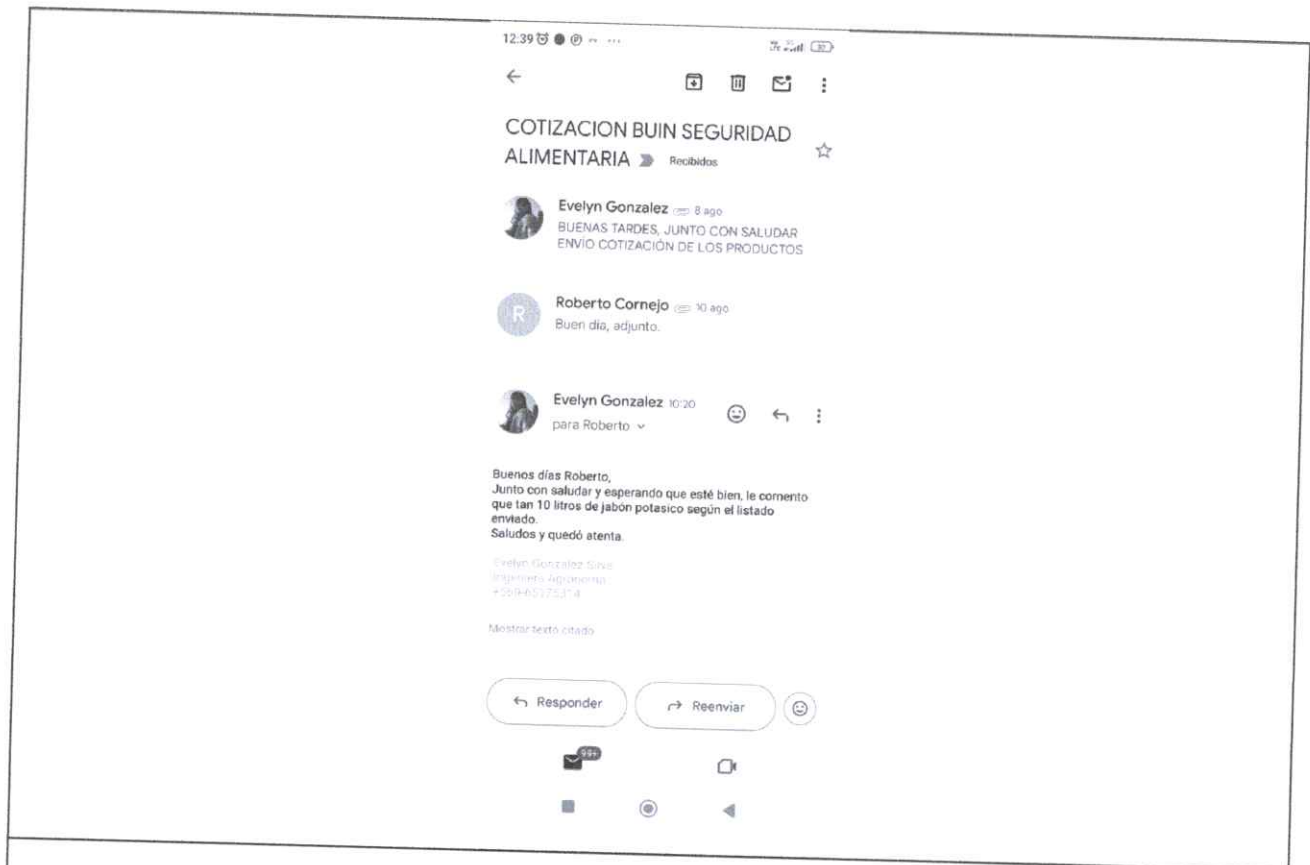 12:39
COTIZACION BUIN SEGURIDAD
ALIMENTARIA Recibidos
Evelyn Gonzalez 8 ago
BUENAS TARDES, JUNTO CON SALUDAR
ENVÍO COTIZACIÓN DE LOS PRODUCTOS
R
Roberto Cornejo 10 ago
Buen día, adjunto.
Evelyn Gonzalez 10:20
para Roberto
Buenos días Roberto,
Junto con saludar y esperando que esté bien, le comento
que tan 10 litros de jabón potasico según el listado
enviado.
Saludos y quedó atenta.
Evelyn Gonzalez Silva
Mostrar texto citado
Responder
Reenviar
99+